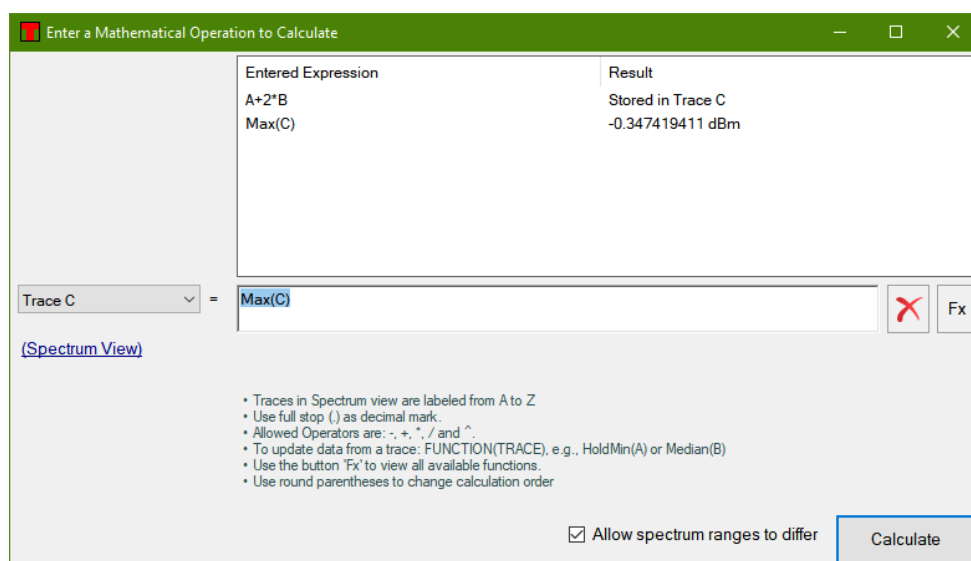 Enter a Mathematical Operation to Calculate
Entered Expression Result
A+2*B Stored in Trace C
Max(C) -0.347419411 dBm
Trace C = Max(C) Fx
(Spectrum View)
• Traces in Spectrum view are labeled from A to Z
• Use full stop (.) as decimal mark.
• Allowed Operators are: -, +, *, / and ^.
• To update data from a trace: FUNCTION(TRACE), e.g., HoldMin(A) or Median(B)
• Use the button 'Fx' to view all available functions.
• Use round parentheses to change calculation order
Allow spectrum ranges to differ Calculate